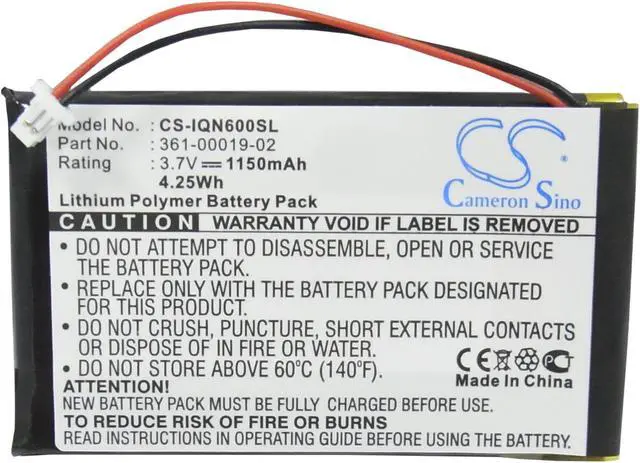 Model No. : CS-IQN600SL
Part No. : 361-00019-02
Rating : 3.7V 1150mAh
4.25Wh
Lithium Polymer Battery Pack
CS
Cameron Sino
CAUTION WARRANTY VOID IF LABEL IS REMOVED
• DO NOT ATTEMPT TO DISASSEMBLE, OPEN OR SERVICE
THE BATTERY PACK.
• REPLACE ONLY WITH THE BATTERY PACK DESIGNATED
FOR THIS PRODUCT.
• DO NOT CRUSH, PUNCTURE, SHORT EXTERNAL CONTACTS
OR DISPOSE OF IN FIRE OR WATER.
• DO NOT STORE ABOVE 60°C (140°F).
CE
Made In China
ATTENTION
NEW BATTERY PACK MUST BE FULLY CHARGED BEFORE USE
TO AVOID RISK OF FIRE OR BURNS
READ INSTRUCTIONS IN OPERATING GUIDE BEFORE USING BATTERY